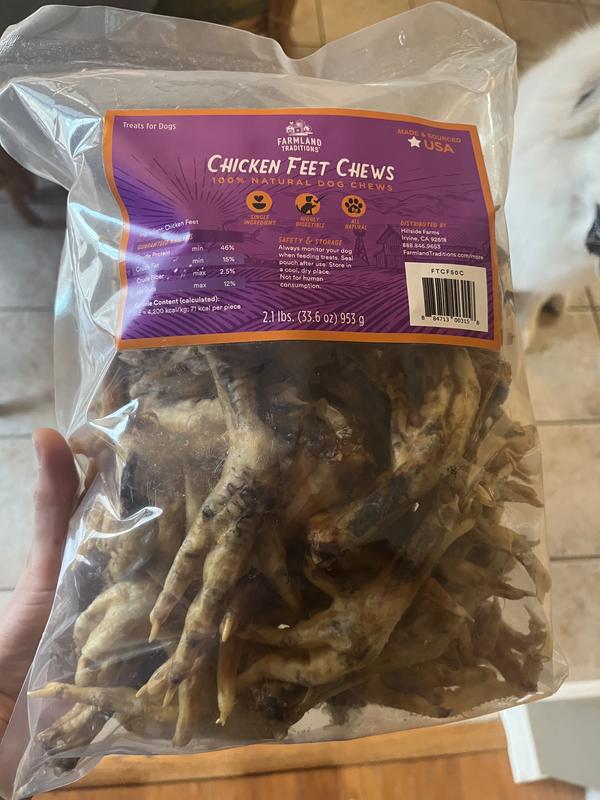 Treats for Dogs
FARMLAND
TRADITIONS
MADE & SOURCED
USA
CHICKEN FEET CHEWS
100% NATURAL DOG CHEWS
SINGLE
INGREDIENT
HIGHLY
DIGESTIBLE
ALL
NATURAL
Chicken Feet
min 46%
min 15%
max 2.5%
max 12%
Content (calculated):
4,200 kcal/kg; 71 kcal per piece
SAFETY & STORAGE
Always monitor your dog
when feeding treats. Seal
pouch after use. Store in
a cool, dry place.
Not for human
consumption.
DISTRIBUTED BY
Hillside Farms
Irvine, CA 92618
888.846.9653
FarmlandTraditions.com/more
FTCF50C
8 84713 00315 8
2.1 lbs. (33.6 oz) 953 g